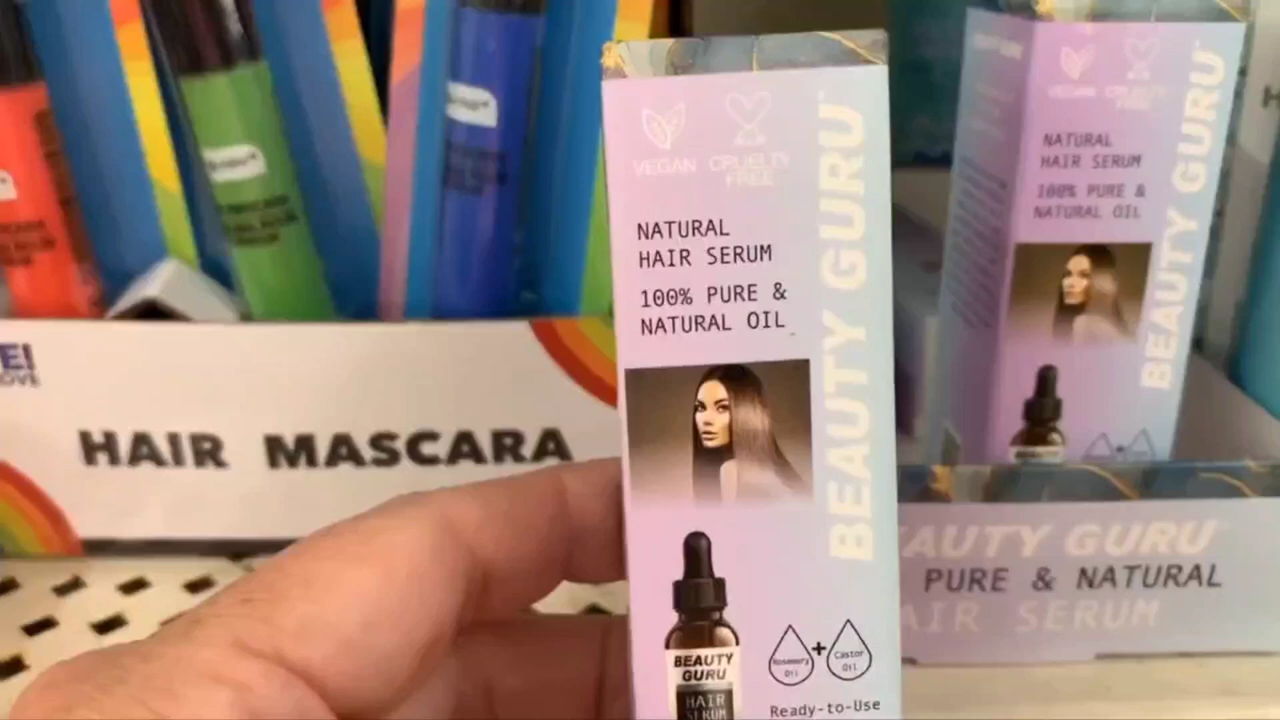 VEGAN
CRUELTY
FREE
NATURAL
HAIR SERUM
100% PURE &
NATURAL OIL
BEAUTY GURU
BEAUTY
GURU
HAIR
SERUM
Rosemary
Oil
+
Castor
Oil
Ready-to-Use
HAIR MASCARA
E!
OVE
VEGAN
CRUELTY
FREE
NATURAL
HAIR SERUM
100% PURE &
NATURAL OIL
BEAUTY GURU
EAUTY GURU
PURE & NATURAL
AIR SERUM